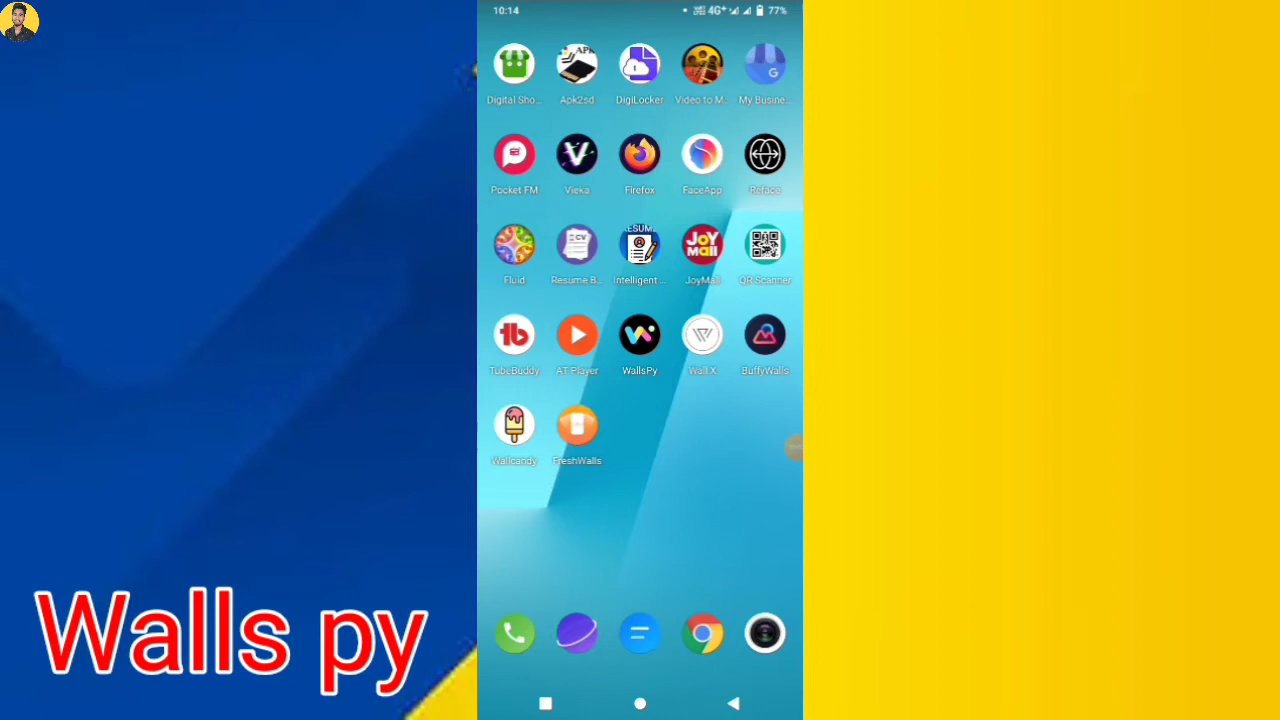 10:14
4G+ 77%
Digital Sho... Apk2sd DigiLocker Video to M... My Busine...
Pocket FM Vieka Firefox FaceApp Reface
Fluid Resume B... Intelligent ... JoyMall QR Scanner
TubeBuddy AT Player WallsPy Wall X BuffyWalls
Wallcandy FreshWalls
Walls py